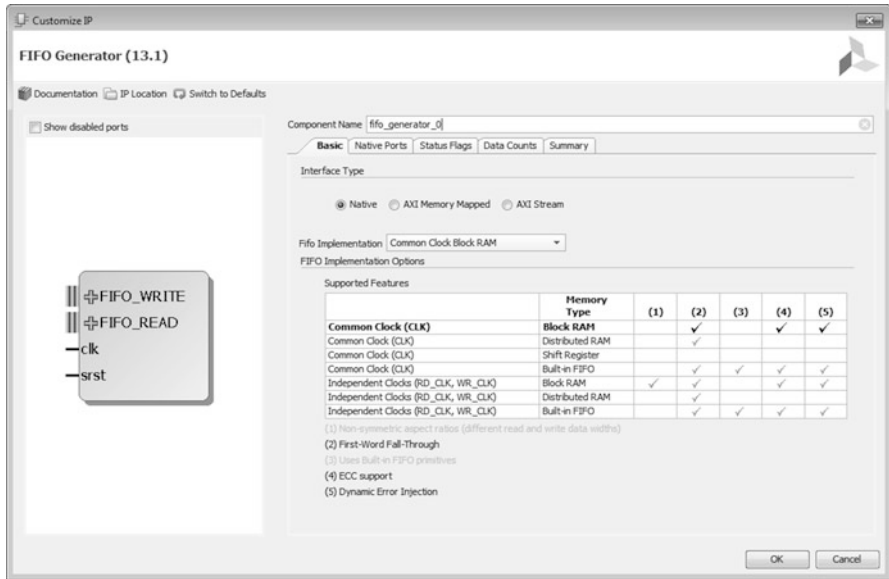 Customize IP
FIFO Generator (13.1)
Documentation IP Location Switch to Defaults
Show disabled ports
Component Name fifo_generator_0
Basic Native Ports Status Flags Data Counts Summary
Interface Type
Native AXI Memory Mapped AXI Stream
Fifo Implementation Common Clock Block RAM
FIFO Implementation Options
Supported Features
Memory Type (1) (2) (3) (4) (5)
Common Clock (CLK) Block RAM ✓ ✓ ✓
Common Clock (CLK) Distributed RAM ✓
Common Clock (CLK) Shift Register
Common Clock (CLK) Built-in FIFO ✓ ✓ ✓ ✓
Independent Clocks (RD_CLK, WR_CLK) Block RAM ✓ ✓ ✓ ✓
Independent Clocks (RD_CLK, WR_CLK) Distributed RAM ✓
Independent Clocks (RD_CLK, WR_CLK) Built-in FIFO ✓ ✓ ✓ ✓
(1) Non-symmetric aspect ratios (different read and write data widths)
(2) First-Word Fall-Through
(3) Uses Built-in FIFO primitives
(4) ECC support
(5) Dynamic Error Injection
FIFO_WRITE
FIFO_READ
clk
srst
OK Cancel